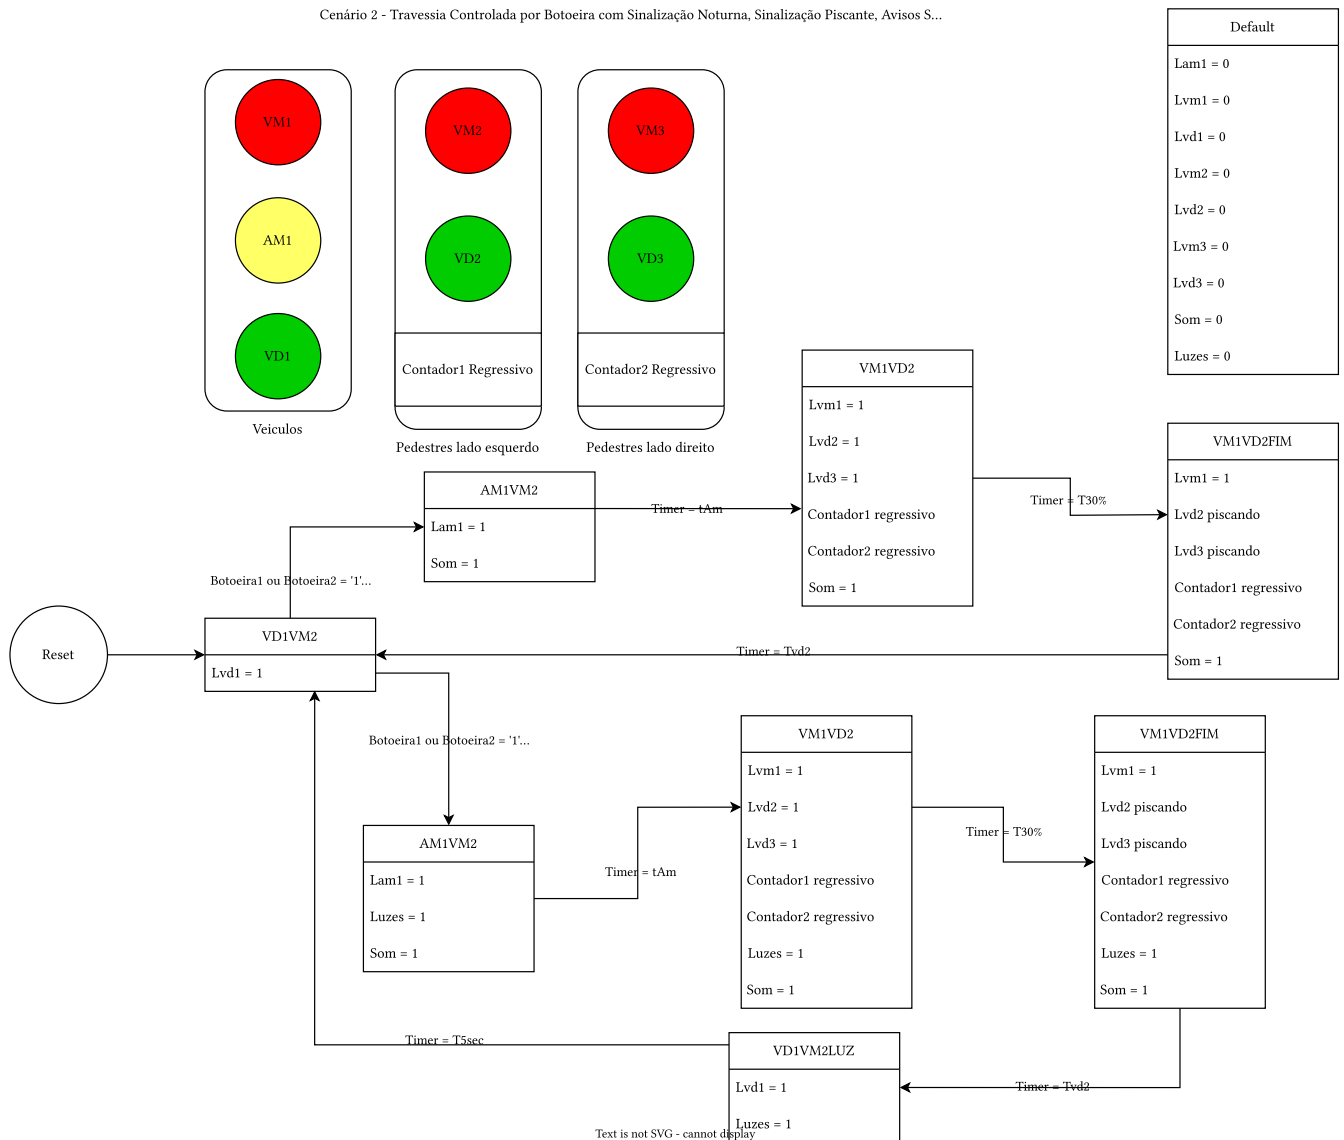 Cenário 2 - Travessia Controlada por Botoeira com Sinalização Noturna, Sinalização Piscante, Avisos S...
Default
Lam1 = 0
Lvm1 = 0
Lvd1 = 0
Lvm2 = 0
Lvd2 = 0
Lvm3 = 0
Lvd3 = 0
Som = 0
Luzes = 0
VM1
AM1
VD1
Veiculos
VM2
VD2
Contador1 Regressivo
Pedestres lado esquerdo
VM3
VD3
Contador2 Regressivo
Pedestres lado direito
AM1VM2
Lam1 = 1
Som = 1
Timer = tAm
VM1VD2
Lvm1 = 1
Lvd2 = 1
Lvd3 = 1
Contador1 regressivo
Contador2 regressivo
Som = 1
Timer = T30%
VM1VD2FIM
Lvm1 = 1
Lvd2 piscando
Lvd3 piscando
Contador1 regressivo
Contador2 regressivo
Som = 1
Botoeira1 ou Botoeira2 = '1'...
Reset
VD1VM2
Lvd1 = 1
Timer = Tvd2
Botoeira1 ou Botoeira2 = '1'...
AM1VM2
Lam1 = 1
Luzes = 1
Som = 1
Timer = tAm
VM1VD2
Lvm1 = 1
Lvd2 = 1
Lvd3 = 1
Contador1 regressivo
Contador2 regressivo
Luzes = 1
Som = 1
Timer = T30%
VM1VD2FIM
Lvm1 = 1
Lvd2 piscando
Lvd3 piscando
Contador1 regressivo
Contador2 regressivo
Luzes = 1
Som = 1
Timer = T5sec
VD1VM2LUZ
Lvd1 = 1
Luzes = 1
Timer = Tvd2
Text is not SVG - cannot display